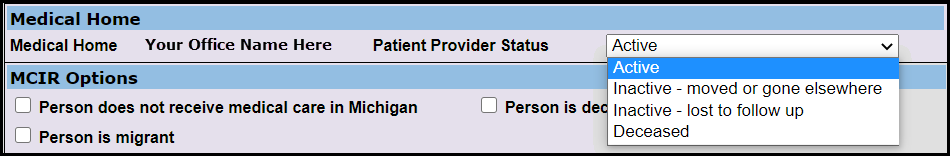 Medical Home
Medical Home Your Office Name Here Patient Provider Status Active
Active
MCIR Options
Inactive - moved or gone elsewhere
Person does not receive medical care in Michigan Person is
Inactive - lost to follow up
Person is migrant
Deceased